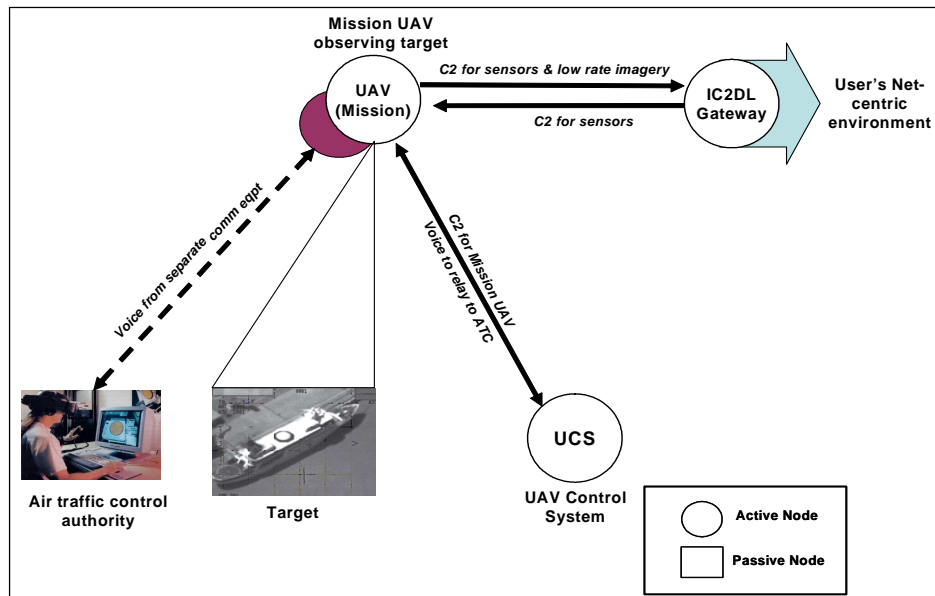 Mission UAV
observing target
UAV
(Mission)
C2 for sensors & low rate imagery
C2 for sensors
IC2DL
Gateway
User's Net-
centric
environment
Voice from separate comm eqpt
C2 for Mission UAV
Voice to relay to ATC
Air traffic control
authority
Target
UCS
UAV Control
System
Active Node
Passive Node